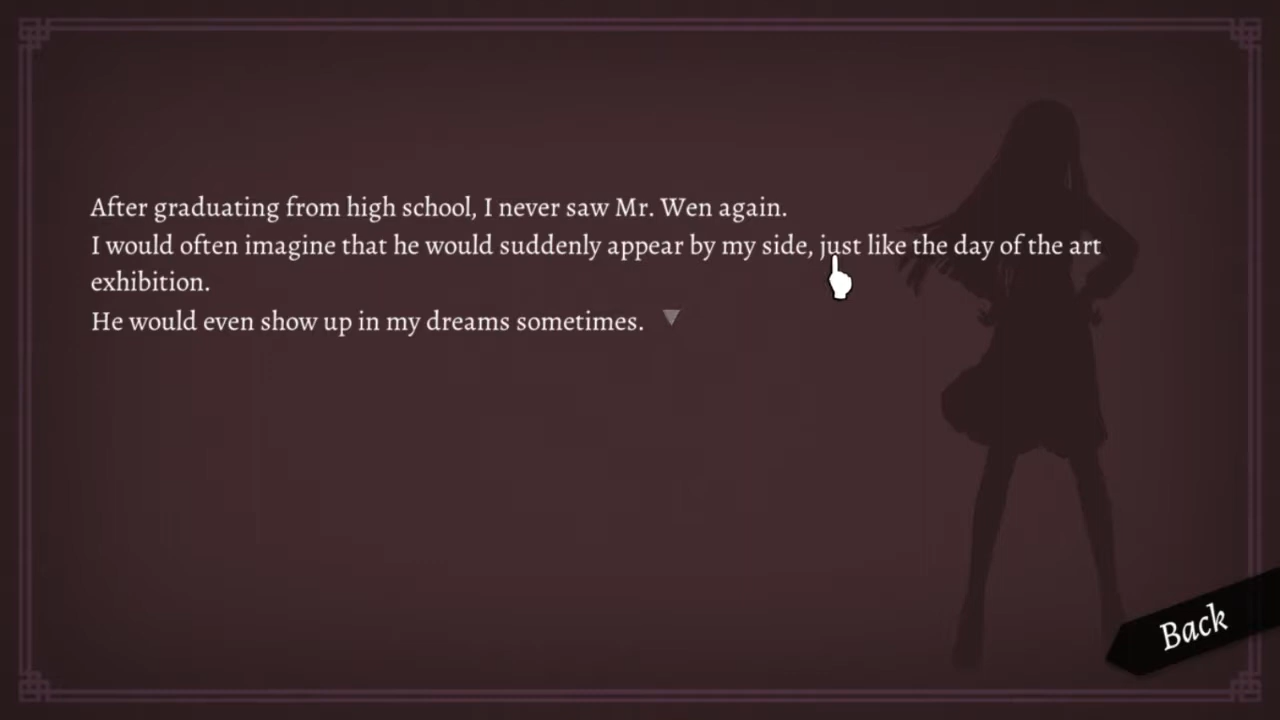 After graduating from high school, I never saw Mr. Wen again.
I would often imagine that he would suddenly appear by my side, just like the day of the art
exhibition.
He would even show up in my dreams sometimes.
Back